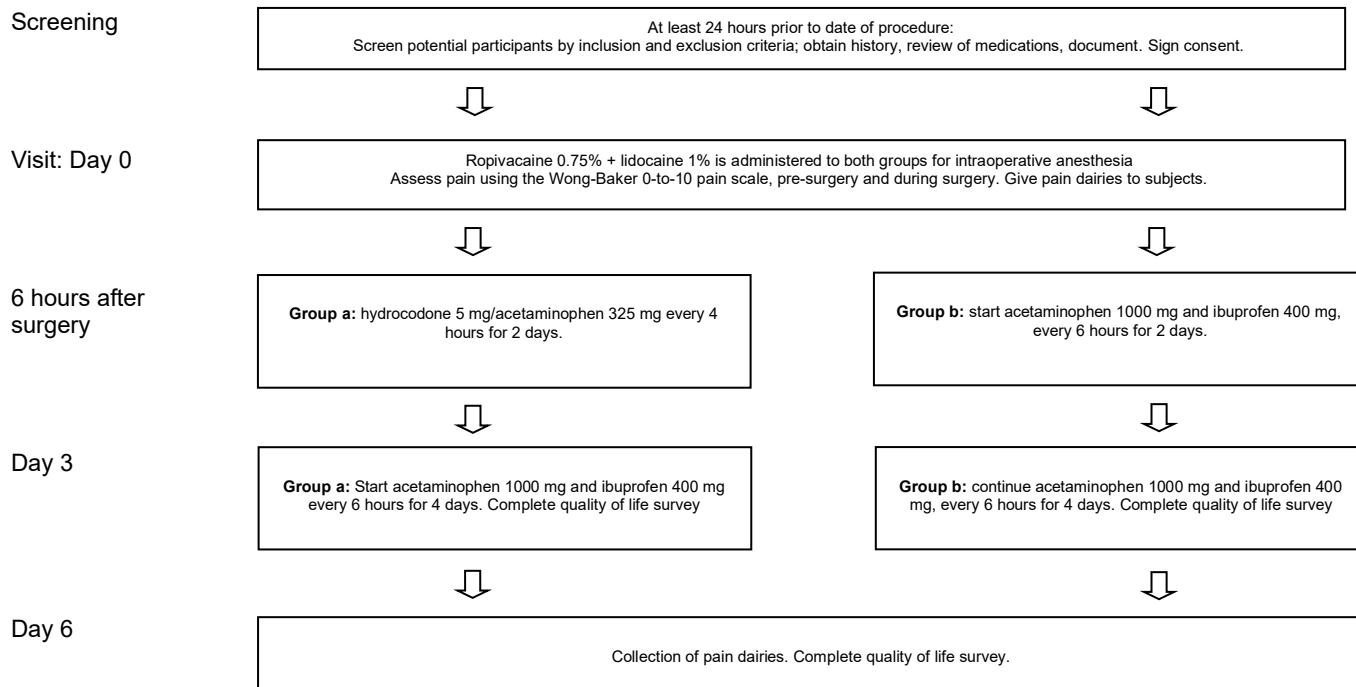 Screening
At least 24 hours prior to date of procedure:
Screen potential participants by inclusion and exclusion criteria; obtain history, review of medications, document. Sign consent.
Visit: Day 0
Ropivacaine 0.75% + lidocaine 1% is administered to both groups for intraoperative anesthesia
Assess pain using the Wong-Baker 0-to-10 pain scale, pre-surgery and during surgery. Give pain dairies to subjects.
6 hours after
surgery
Group a: hydrocodone 5 mg/acetaminophen 325 mg every 4
hours for 2 days.
Group b: start acetaminophen 1000 mg and ibuprofen 400 mg,
every 6 hours for 2 days.
Day 3
Group a: Start acetaminophen 1000 mg and ibuprofen 400 mg
every 6 hours for 4 days. Complete quality of life survey
Group b: continue acetaminophen 1000 mg and ibuprofen 400
mg, every 6 hours for 4 days. Complete quality of life survey
Day 6
Collection of pain dairies. Complete quality of life survey.